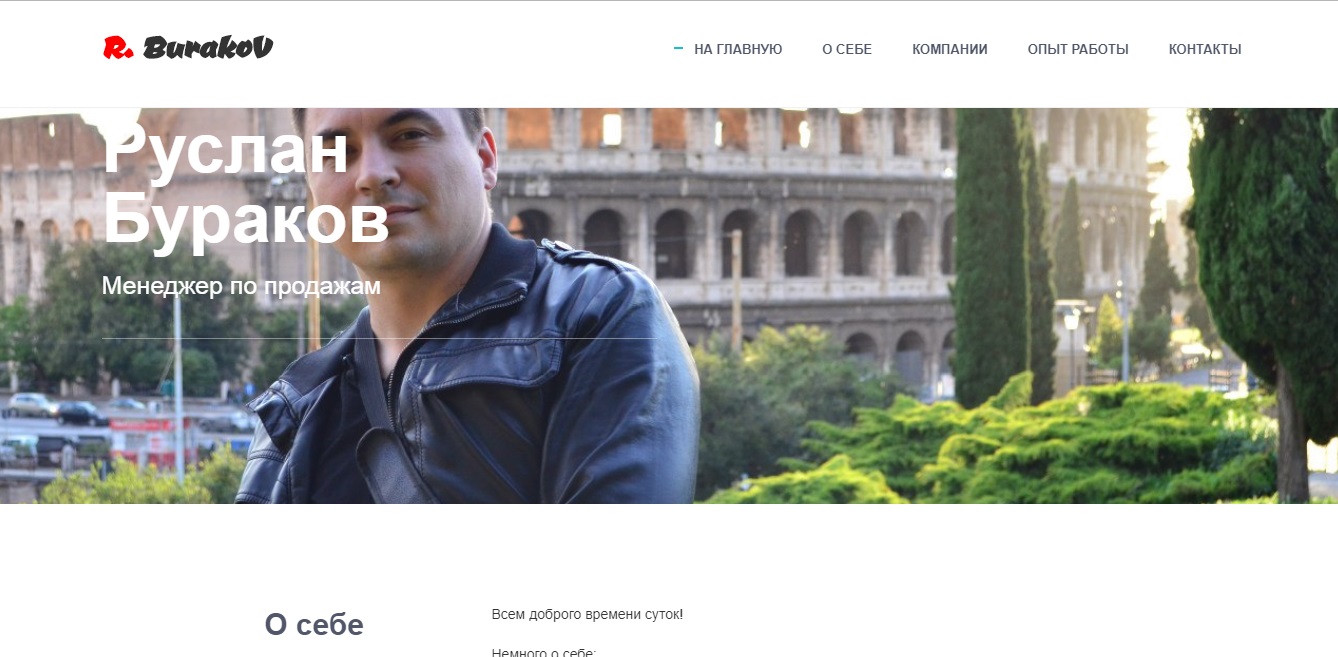 R. BurakoV
НА ГЛАВНУЮ О СЕБЕ КОМПАНИИ ОПЫТ РАБОТЫ КОНТАКТЫ
Руслан
Бураков
Менеджер по продажам
О себе
Всем доброго времени суток!
Немного о себе: